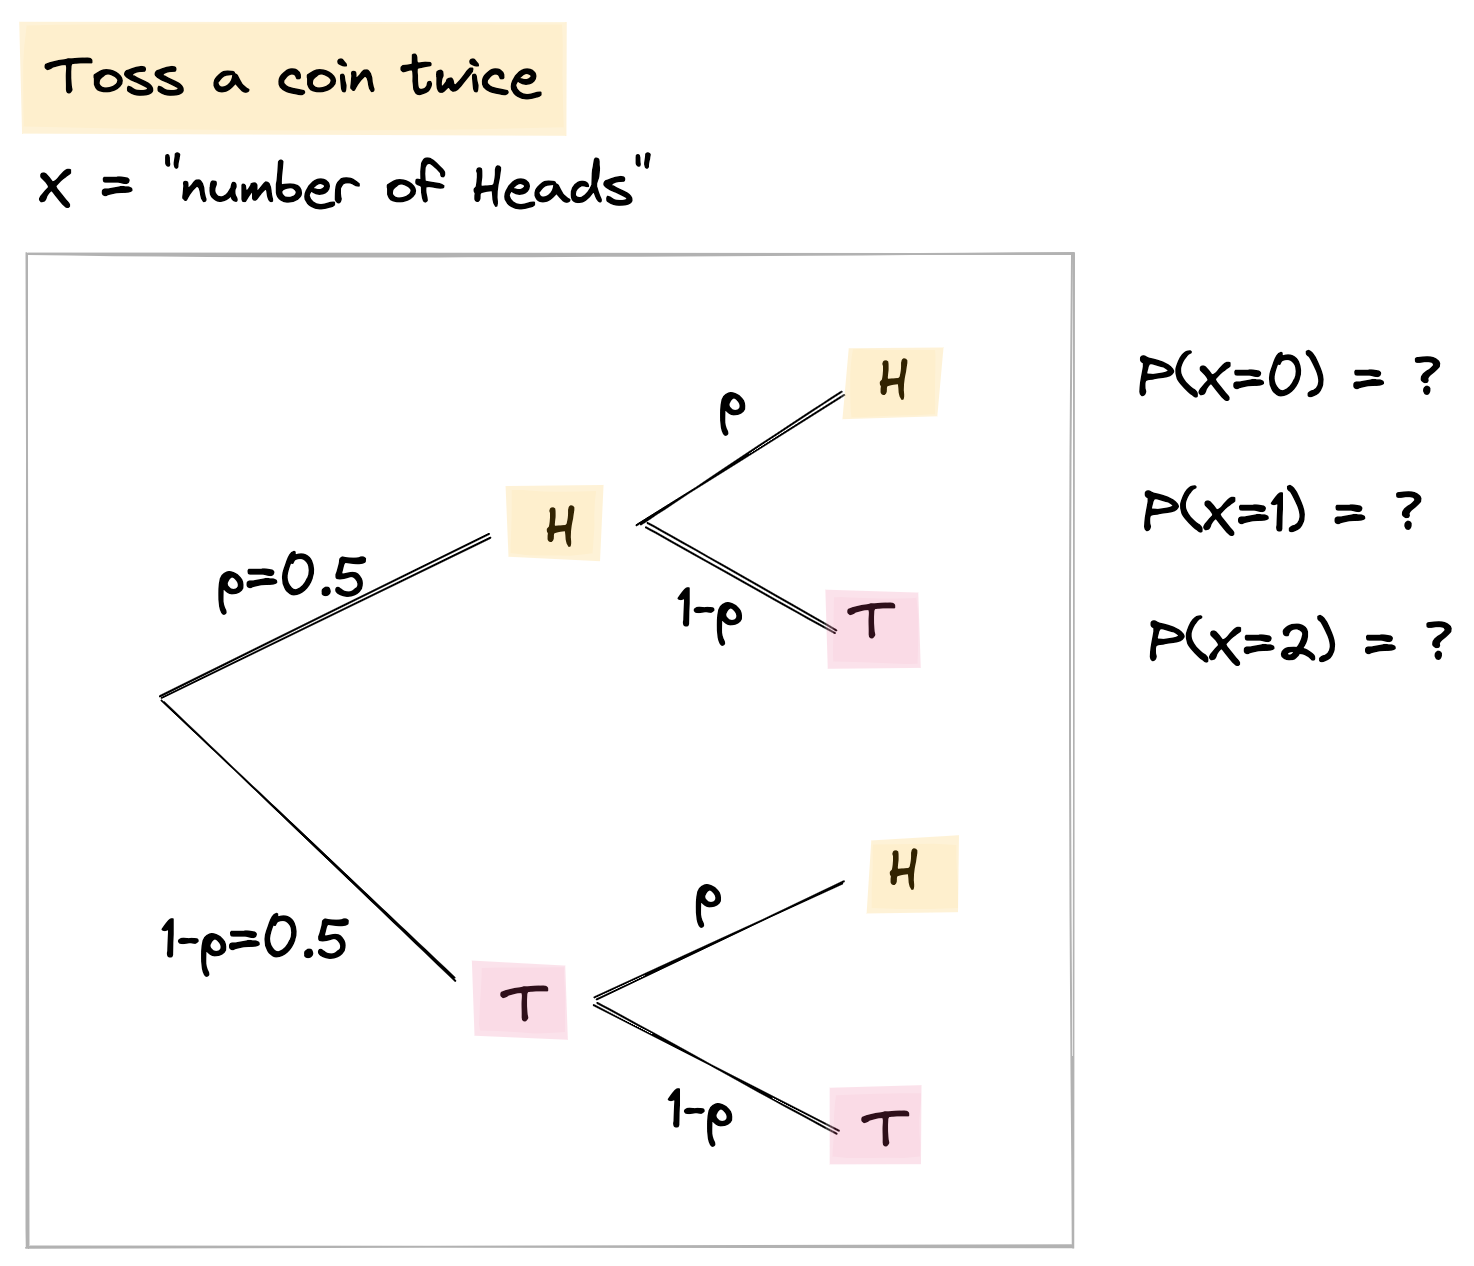 Toss a coin twice
x = "number of Heads"
H
P(x=0) = ?
p
H
P(x=1) = ?
p=0.5
1-p
T
P(x=2) = ?
H
p
1-p=0.5
T
1-p
T